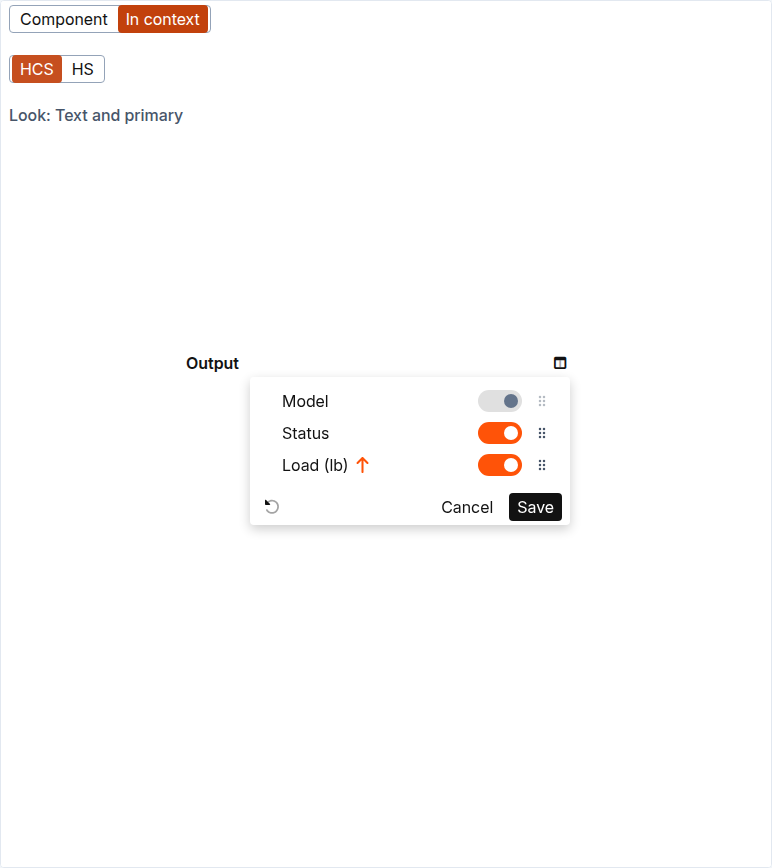 Component In context
HCS HS
Look: Text and primary
Output
Model
Status
Load (lb)
Cancel Save